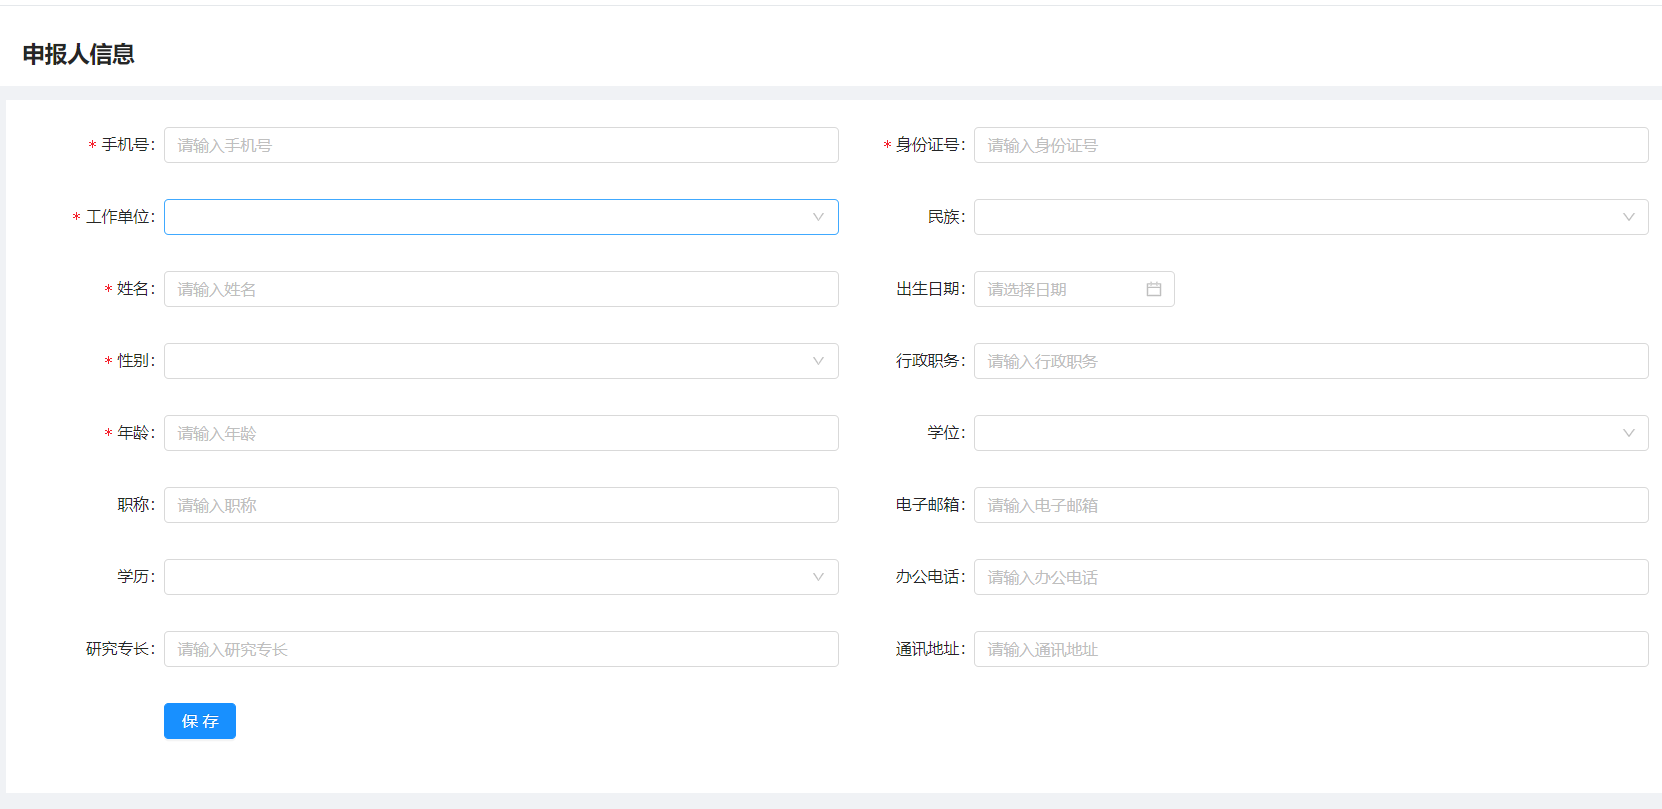 申报人信息
* 手机号: 请输入手机号
* 身份证号: 请输入身份证号
* 工作单位:
民族:
* 姓名: 请输入姓名
出生日期: 请选择日期
* 性别:
行政职务: 请输入行政职务
* 年龄: 请输入年龄
学位:
职称: 请输入职称
电子邮箱: 请输入电子邮箱
学历:
办公电话: 请输入办公电话
研究专长: 请输入研究专长
通讯地址: 请输入通讯地址
保 存